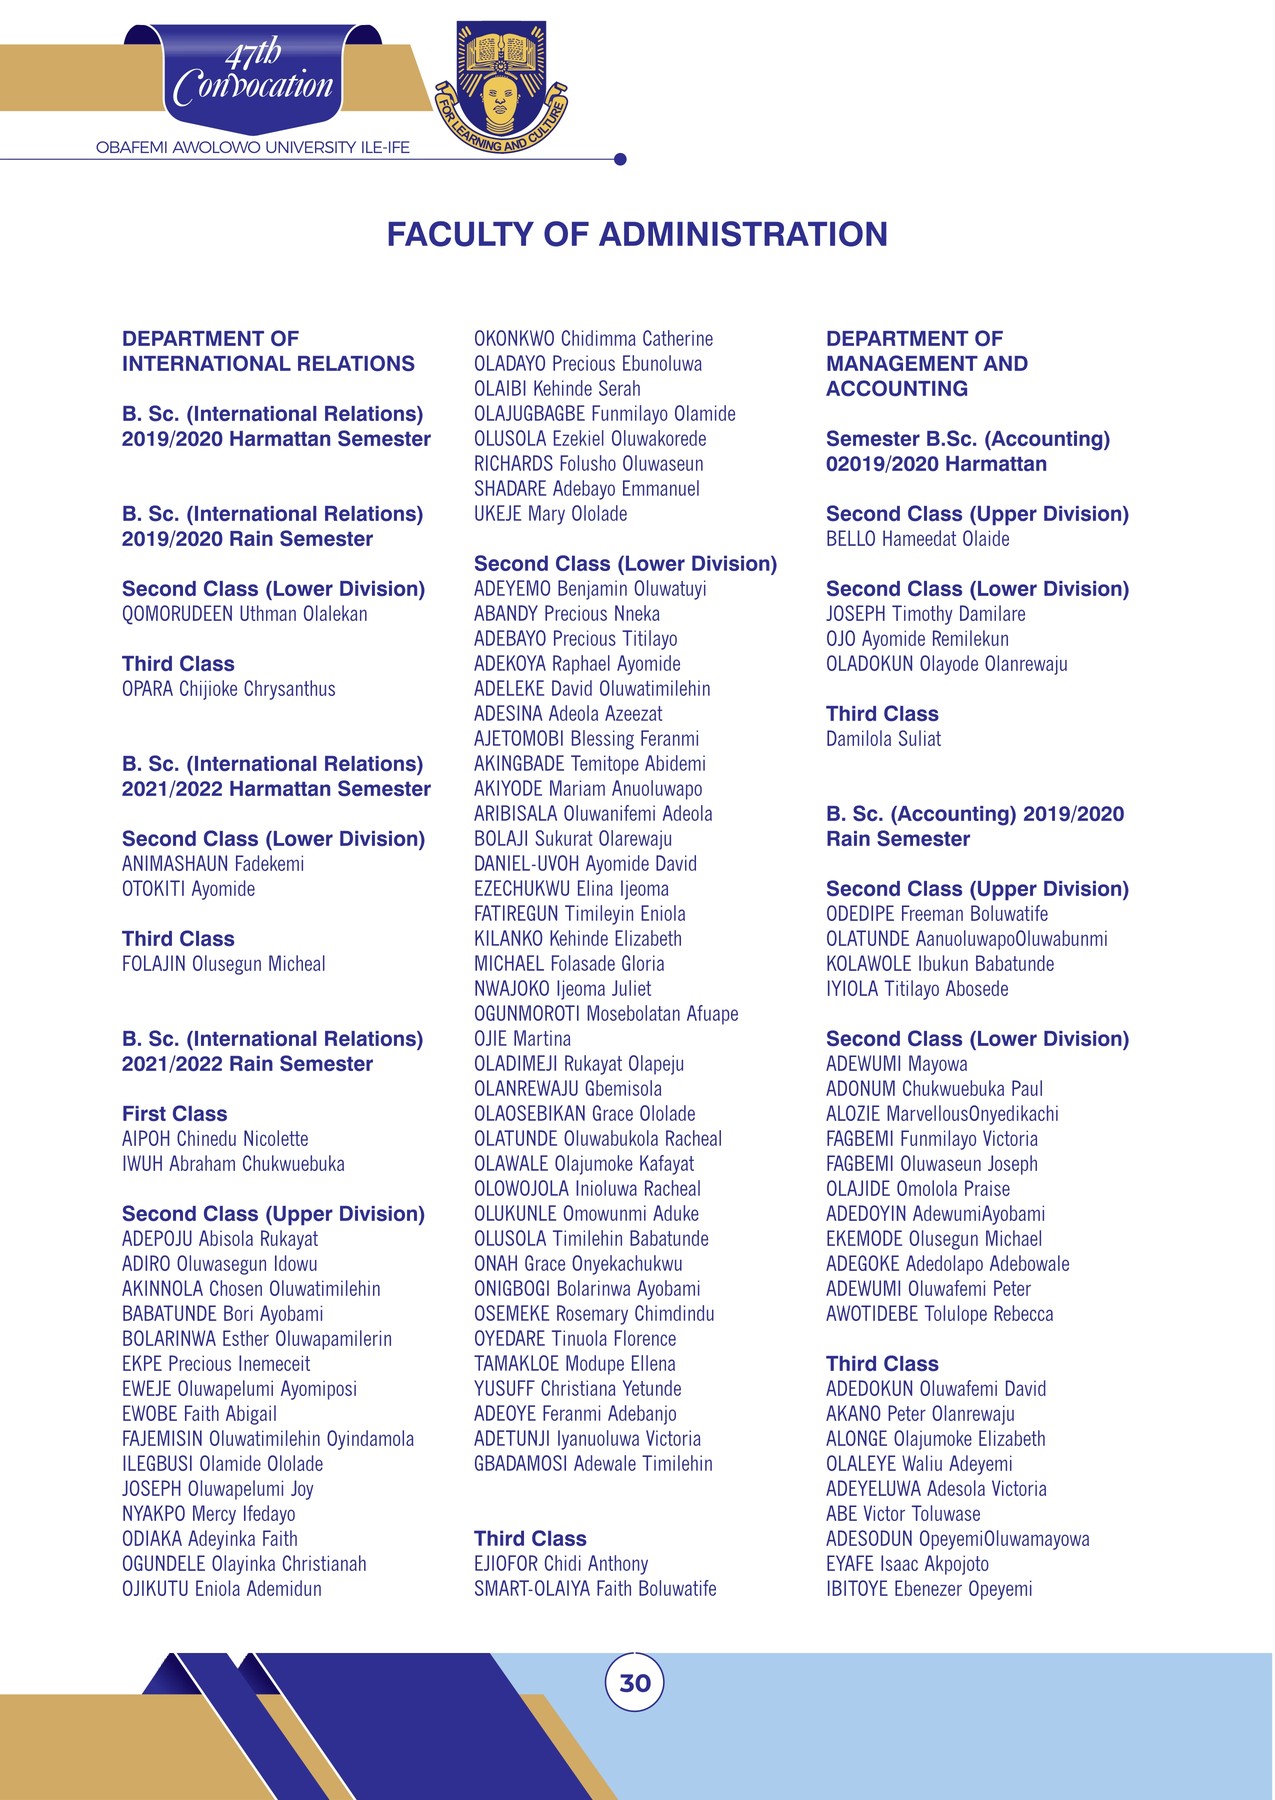 47th
Convocation
FOR LEARNING AND CULTURE
OBAFEMI AWOLOWO UNIVERSITY ILE-IFE
FACULTY OF ADMINISTRATION
DEPARTMENT OF
INTERNATIONAL RELATIONS
B. Sc. (International Relations)
2019/2020 Harmattan Semester
B. Sc. (International Relations)
2019/2020 Rain Semester
Second Class (Lower Division)
QOMORUDEEN Uthman Olalekan
Third Class
OPARA Chijioke Chrysanthus
B. Sc. (International Relations)
2021/2022 Harmattan Semester
Second Class (Lower Division)
ANIMASHAUN Fadekemi
OTOKITI Ayomide
Third Class
FOLAJIN Olusegun Micheal
B. Sc. (International Relations)
2021/2022 Rain Semester
First Class
AIPOH Chinedu Nicolette
IWUH Abraham Chukwuebuka
Second Class (Upper Division)
ADEPOJU Abisola Rukayat
ADIRO Oluwasegun Idowu
AKINNOLA Chosen Oluwatimilehin
BABATUNDE Bori Ayobami
BOLARINWA Esther Oluwapamilerin
EKPE Precious Inemeceit
EWEJE Oluwapelumi Ayomiposi
EWOBE Faith Abigail
FAJEMISIN Oluwatimilehin Oyindamola
ILEGBUSI Olamide Ololade
JOSEPH Oluwapelumi Joy
NYAKPO Mercy Ifedayo
ODIAKA Adeyinka Faith
OGUNDELE Olayinka Christianah
OJIKUTU Eniola Ademidun
OKONKWO Chidimma Catherine
OLADAYO Precious Ebunoluwa
OLAIBI Kehinde Serah
OLAJUGBAGBE Funmilayo Olamide
OLUSOLA Ezekiel Oluwakorede
RICHARDS Folusho Oluwaseun
SHADARE Adebayo Emmanuel
UKEJE Mary Ololade
Second Class (Lower Division)
ADEYEMO Benjamin Oluwatuyi
ABANDY Precious Nneka
ADEBAYO Precious Titilayo
ADEKOYA Raphael Ayomide
ADELEKE David Oluwatimilehin
ADESINA Adeola Azeezat
AJETOMOBI Blessing Feranmi
AKINGBADE Temitope Abidemi
AKIYODE Mariam Anuoluwapo
ARIBISALA Oluwanifemi Adeola
BOLAJI Sukurat Olarewaju
DANIEL-UVOH Ayomide David
EZECHUKWU Elina Ijeoma
FATIREGUN Timileyin Eniola
KILANKO Kehinde Elizabeth
MICHAEL Folasade Gloria
NWAJOKO Ijeoma Juliet
OGUNMOROTI Mosebolatan Afuape
OJIE Martina
OLADIMEJI Rukayat Olapeju
OLANREWAJU Gbemisola
OLAOSEBIKAN Grace Ololade
OLATUNDE Oluwabukola Racheal
OLAWALE Olajumoke Kafayat
OLOWOJOLA Inioluwa Racheal
OLUKUNLE Omowunmi Aduke
OLUSOLA Timilehin Babatunde
ONAH Grace Onyekachukwu
ONIGBOGI Bolarinwa Ayobami
OSEMEKE Rosemary Chimdindu
OYEDARE Tinuola Florence
TAMAKLOE Modupe Ellena
YUSUFF Christiana Yetunde
ADEOYE Feranmi Adebanjo
ADETUNJI Iyanuoluwa Victoria
GBADAMOSI Adewale Timilehin
Third Class
EJIOFOR Chidi Anthony
SMART-OLAIYA Faith Boluwatife
DEPARTMENT OF
MANAGEMENT AND
ACCOUNTING
Semester B.Sc. (Accounting)
02019/2020 Harmattan
Second Class (Upper Division)
BELLO Hameedat Olaide
Second Class (Lower Division)
JOSEPH Timothy Damilare
OJO Ayomide Remilekun
OLADOKUN Olayode Olanrewaju
Third Class
Damilola Suliat
B. Sc. (Accounting) 2019/2020
Rain Semester
Second Class (Upper Division)
ODEDIPE Freeman Boluwatife
OLATUNDE AanuoluwapoOluwabunmi
KOLAWOLE Ibukun Babatunde
IYIOLA Titilayo Abosede
Second Class (Lower Division)
ADEWUMI Mayowa
ADONUM Chukwuebuka Paul
ALOZIE MarvellousOnyedikachi
FAGBEMI Funmilayo Victoria
FAGBEMI Oluwaseun Joseph
OLAJIDE Omolola Praise
ADEDOYIN AdewumiAyobami
EKEMODE Olusegun Michael
ADEGOKE Adedolapo Adebowale
ADEWUMI Oluwafemi Peter
AWOTIDEBE Tolulope Rebecca
Third Class
ADEDOKUN Oluwafemi David
AKANO Peter Olanrewaju
ALONGE Olajumoke Elizabeth
OLALEYE Waliu Adeyemi
ADEYELUWA Adesola Victoria
ABE Victor Toluwase
ADESODUN OpeyemiOluwamayowa
EYAFE Isaac Akpojoto
IBITOYE Ebenezer Opeyemi
30